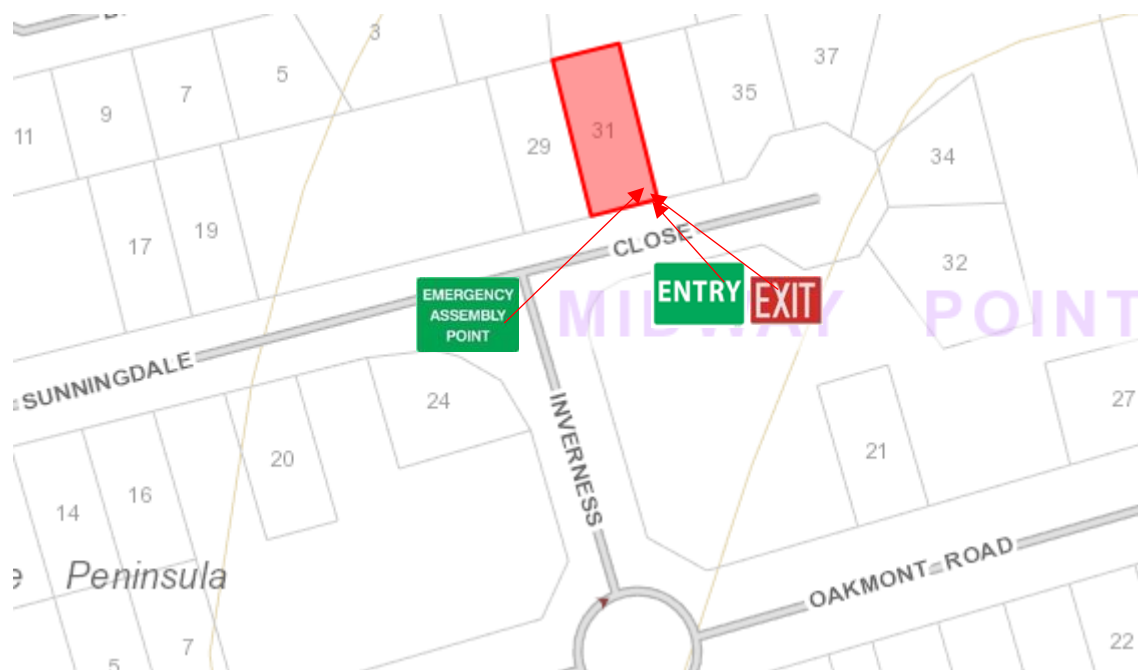 3
37
5
35
7
9
11
31
29
34
19
17
CLOSE
32
ENTRY
EXIT
EMERGENCY
ASSEMBLY
POINT
MIDWAY POINT
SUNNINGDALE
24
27
INVERNESS
21
20
16
14
OAKMONT ROAD
e Peninsula
7
5
22